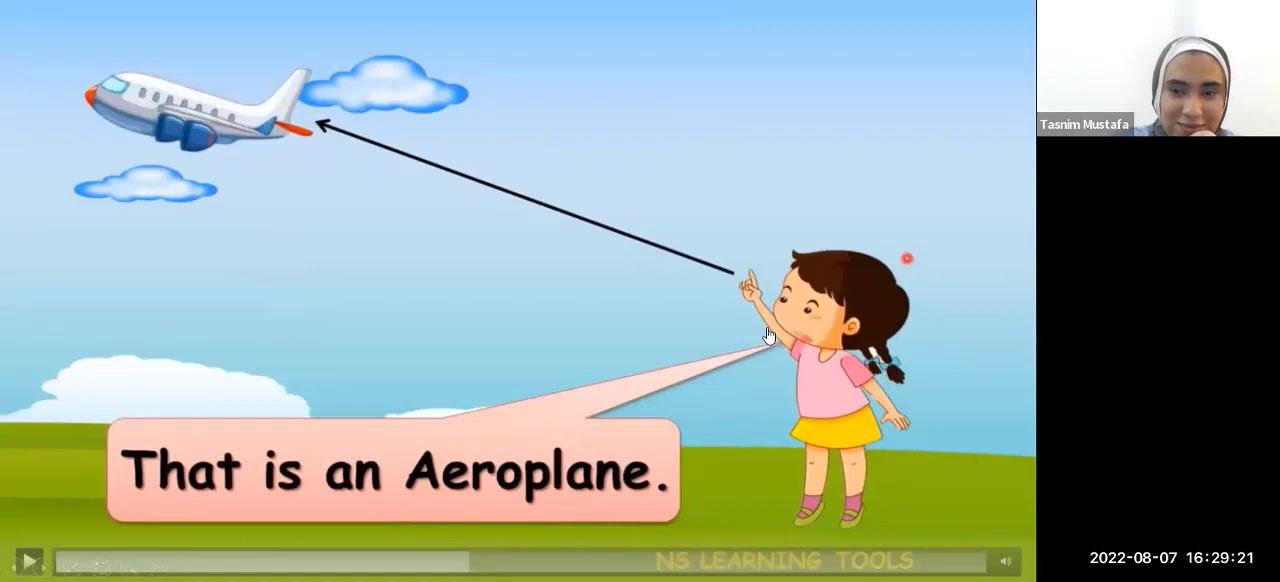 Tasnim Mustafa
That is an Aeroplane.
NS LEARNING TOOLS
2022-08-07 16:29:21